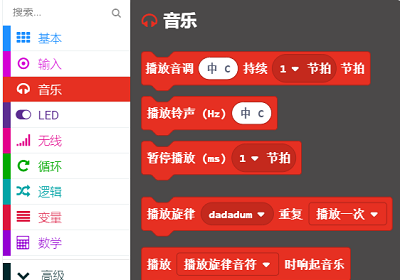 搜索...
基本
输入
音乐
LED
无线
循环
逻辑
变量
数学
高级
音乐
播放音调 中 C 持续 1 节拍 节拍
播放铃声 (Hz) 中 C
暂停播放 (ms) 1 节拍
播放旋律 dadadum 重复 播放一次
播放 播放旋律音符 时响起音乐